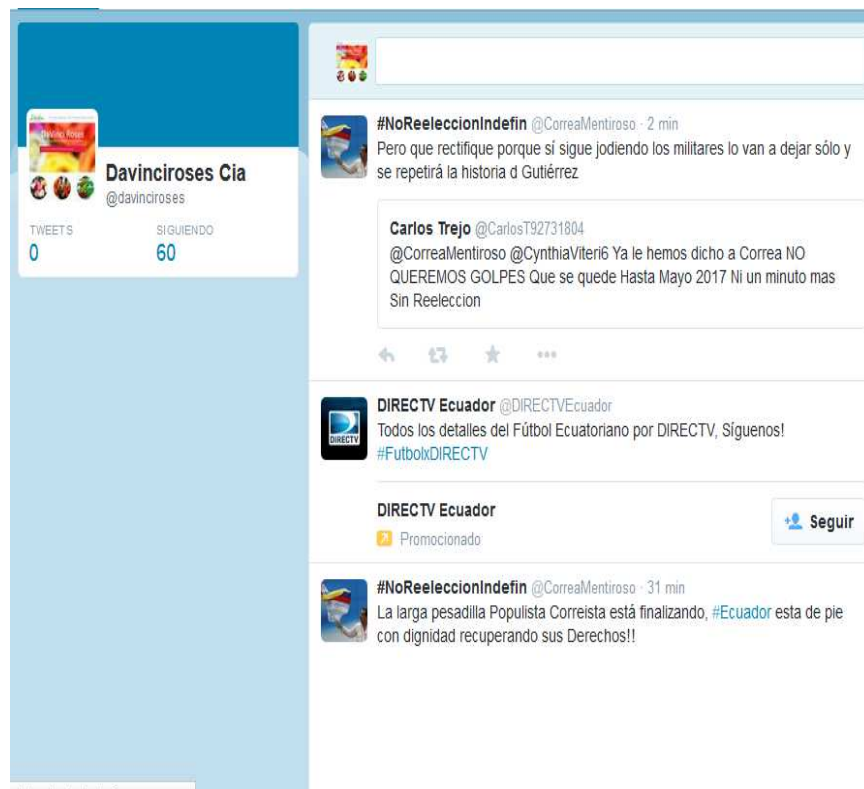 DaVinci Roses
Davinciroses Cia
@davinciroses
TWEETS
SIGUIENDO
0
60
#NoReeleccionIndefin @CorreaMentiroso · 2 min
Pero que rectifique porque sí sigue jodiendo los militares lo van a dejar sólo y
se repetirá la historia d Gutiérrez
Carlos Trejo @CarlosT92731804
@CorreaMentiroso @CynthiaViteri6 Ya le hemos dicho a Correa NO
QUEREMOS GOLPES Que se quede Hasta Mayo 2017 Ni un minuto mas
Sin Reeleccion
DIRECTV
DIRECTV Ecuador @DIRECTVEcuador
Todos los detalles del Fútbol Ecuatoriano por DIRECTV, Síguenos!
#FutbolxDIRECTV
DIRECTV Ecuador
Promocionado
Seguir
#NoReeleccionIndefin @CorreaMentiroso · 31 min
La larga pesadilla Populista Correista está finalizando, #Ecuador esta de pie
con dignidad recuperando sus Derechos!!